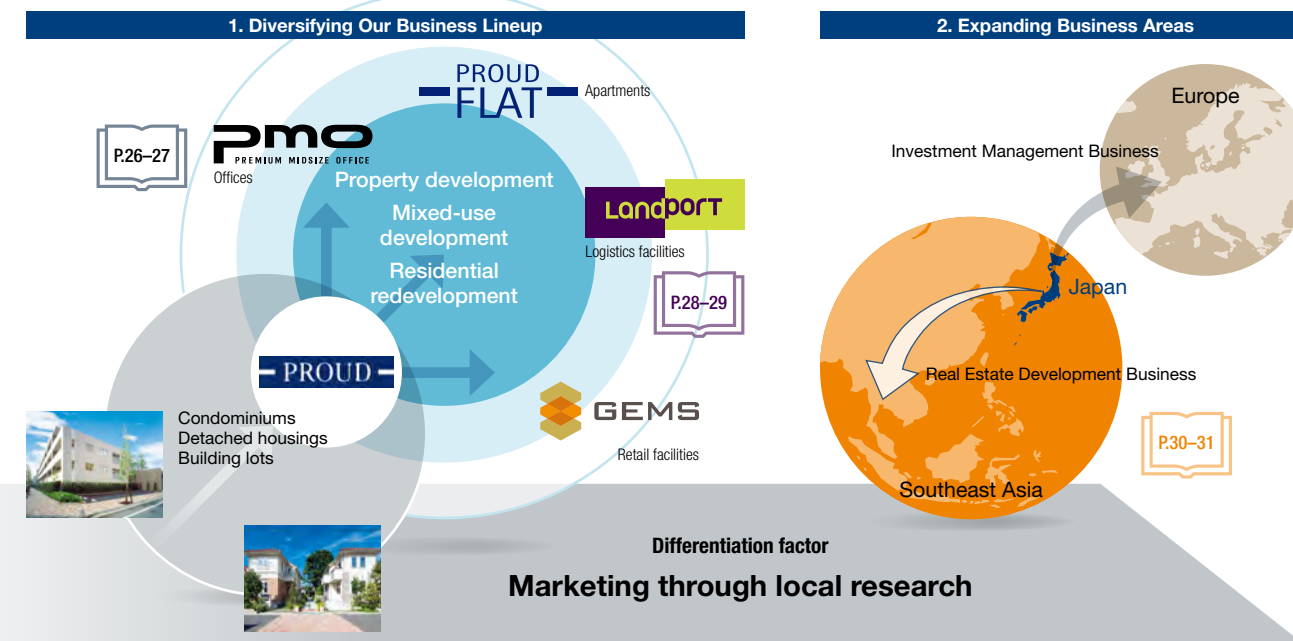 1. Diversifying Our Business Lineup
PROUD
FLAT
Apartments
P.26–27
pmo
PREMIUM MIDSIZE OFFICE
Offices
Property development
Mixed-use
development
Residential
redevelopment
Landport
Logistics facilities
P.28–29
PROUD
Condominiums
Detached housings
Building lots
GEMS
Retail facilities
2. Expanding Business Areas
Europe
Investment Management Business
Japan
Real Estate Development Business
P.30–31
Southeast Asia
Differentiation factor
Marketing through local research